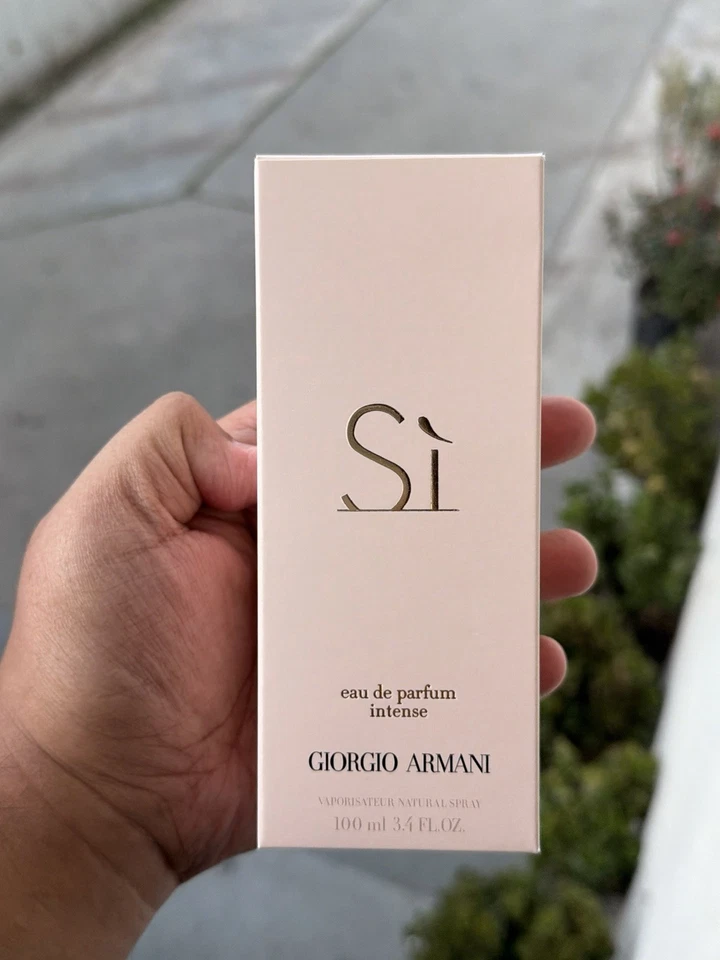 Sì
eau de parfum
intense
GIORGIO ARMANI
VAPORISATEUR NATURAL SPRAY
100 ml 3.4 FL.OZ.